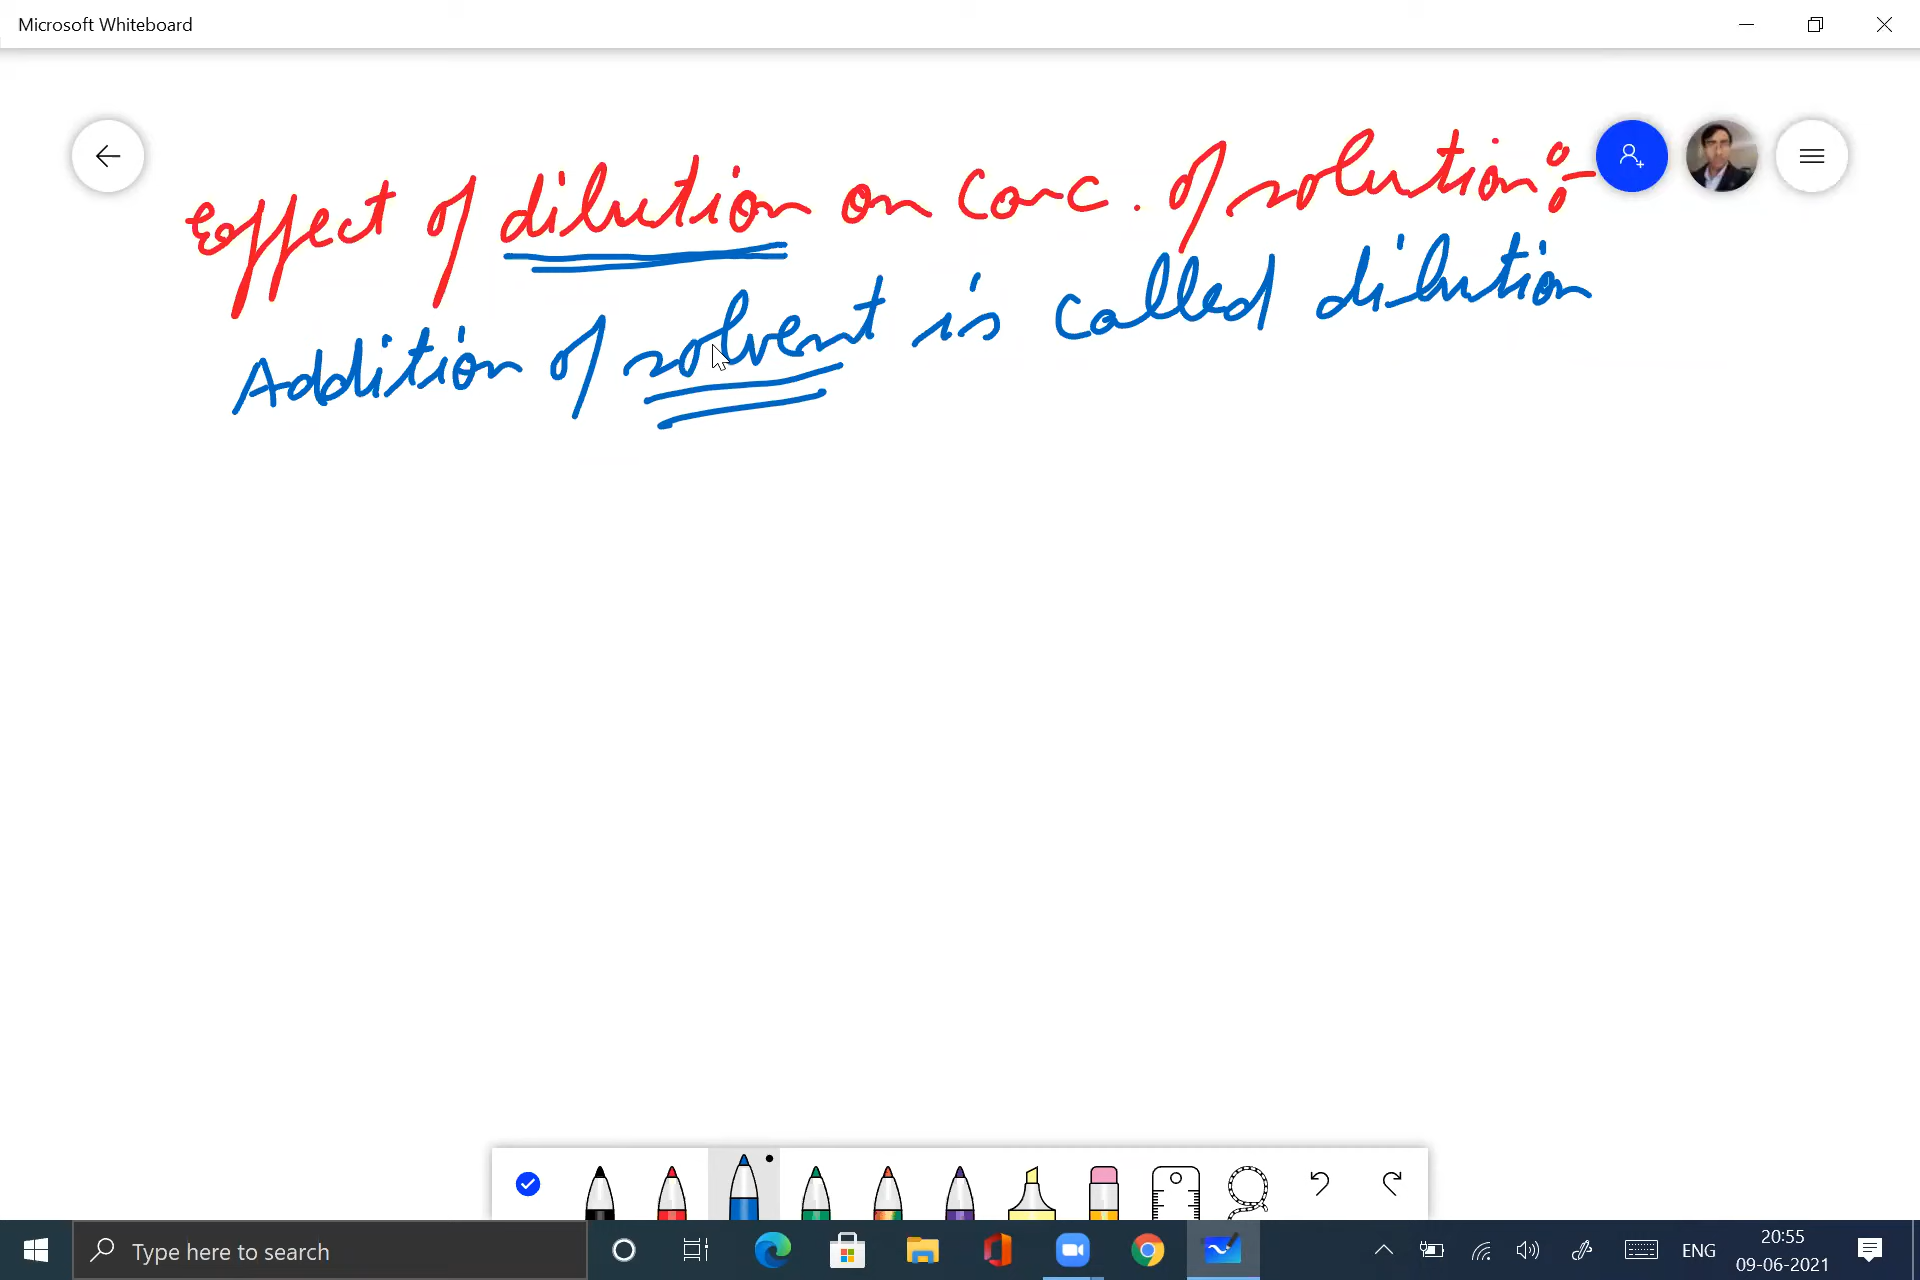 Microsoft Whiteboard
Effect of dilution on Conc. of solution :-
Addition of solvent is called dilution
Type here to search
ENG
20:55
09-06-2021